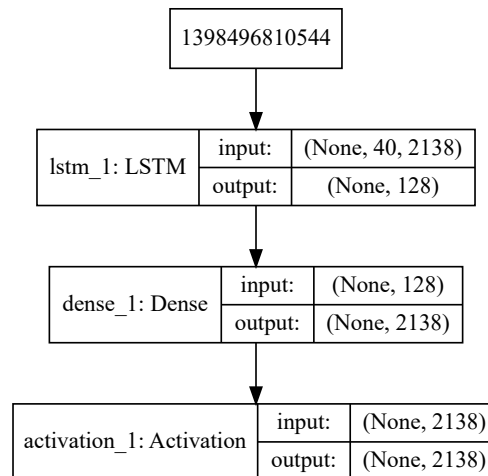 1398496810544
lstm_1: LSTM
input: (None, 40, 2138)
output: (None, 128)
dense_1: Dense
input: (None, 128)
output: (None, 2138)
activation_1: Activation
input: (None, 2138)
output: (None, 2138)